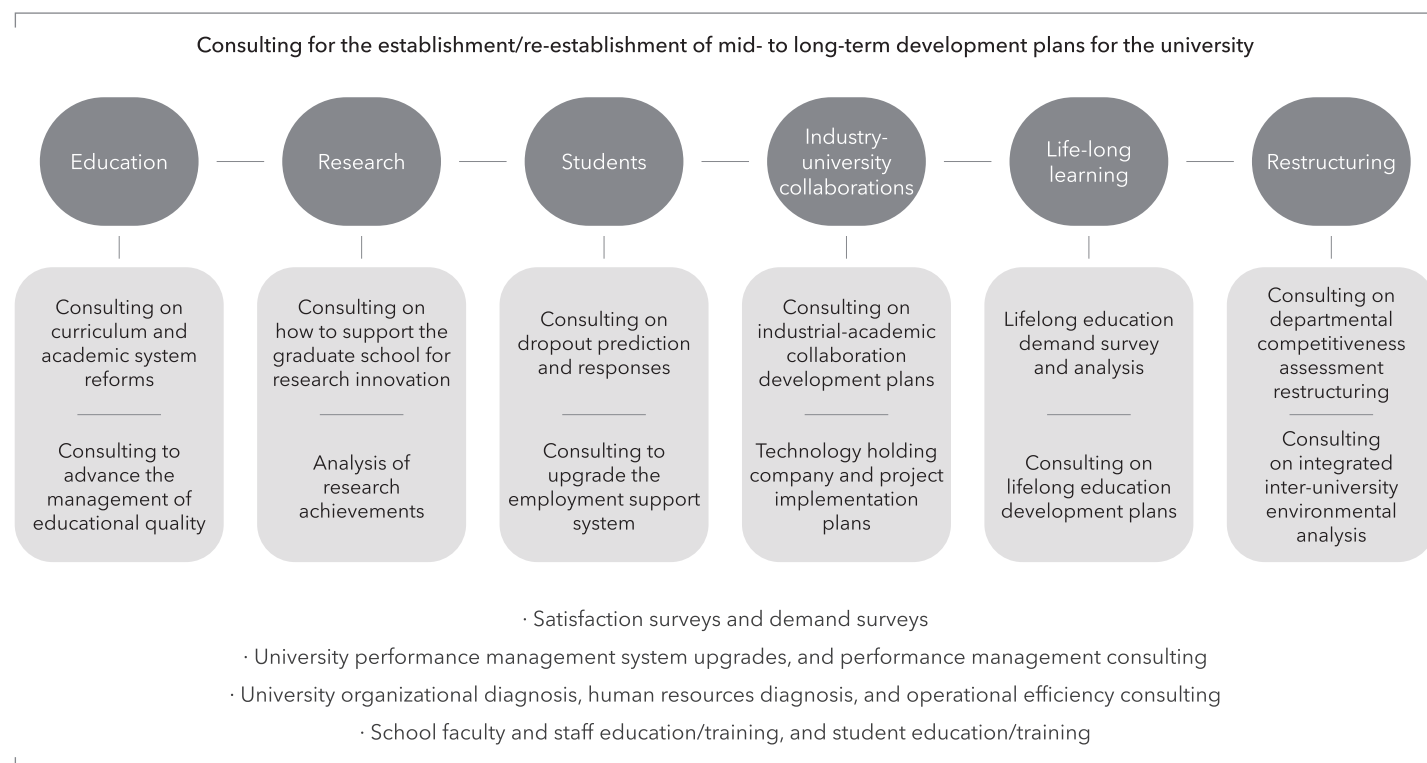 Consulting for the establishment/re-establishment of mid- to long-term development plans for the university
Education
Research
Students
Industry-
university
collaborations
Life-long
learning
Restructuring
Consulting on
curriculum and
academic system
reforms
Consulting to
advance the
management of
educational quality
Consulting on
how to support the
graduate school for
research innovation
Analysis of
research
achievements
Consulting on
dropout prediction
and responses
Consulting to
upgrade the
employment support
system
Consulting on
industrial-academic
collaboration
development plans
Technology holding
company and project
implementation
plans
Lifelong education
demand survey
and analysis
Consulting on
lifelong education
development plans
Consulting on
departmental
competitiveness
assessment
restructuring
Consulting
on integrated
inter-university
environmental
analysis
· Satisfaction surveys and demand surveys
· University performance management system upgrades, and performance management consulting
· University organizational diagnosis, human resources diagnosis, and operational efficiency consulting
· School faculty and staff education/training, and student education/training